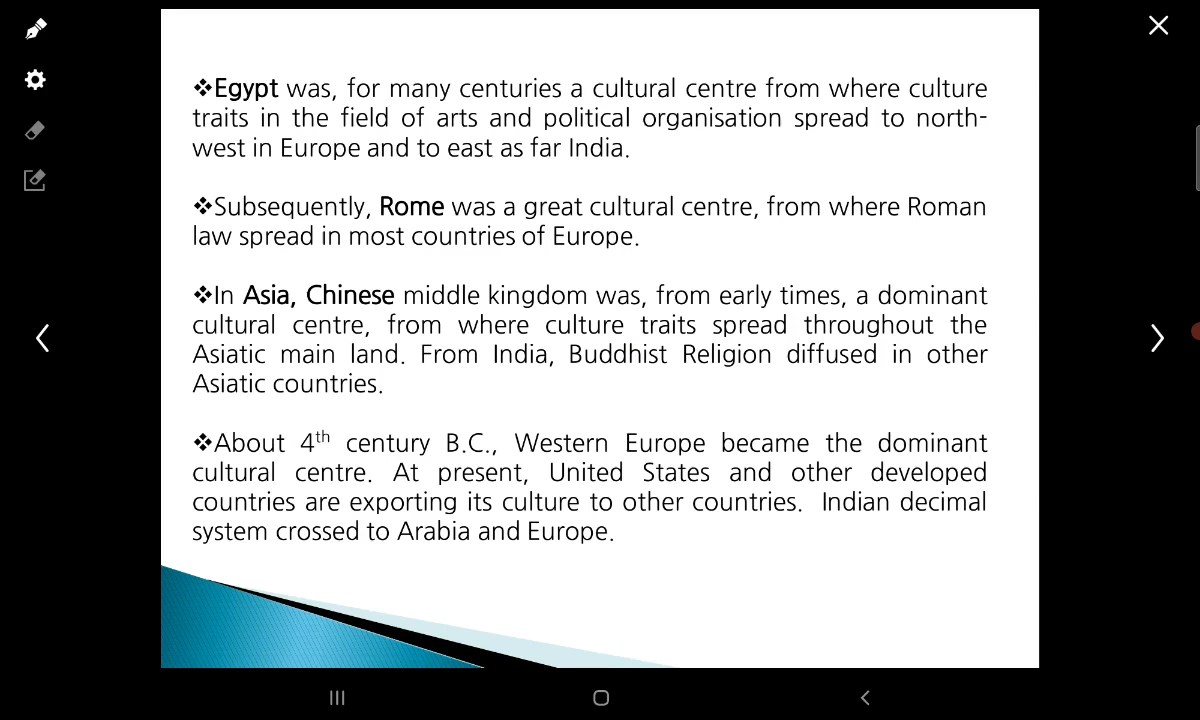 ❖Egypt was, for many centuries a cultural centre from where culture
traits in the field of arts and political organisation spread to north-
west in Europe and to east as far India.
❖Subsequently, Rome was a great cultural centre, from where Roman
law spread in most countries of Europe.
❖In Asia, Chinese middle kingdom was, from early times, a dominant
cultural centre, from where culture traits spread throughout the
Asiatic main land. From India, Buddhist Religion diffused in other
Asiatic countries.
❖About 4th century B.C., Western Europe became the dominant
cultural centre. At present, United States and other developed
countries are exporting its culture to other countries.  Indian decimal
system crossed to Arabia and Europe.